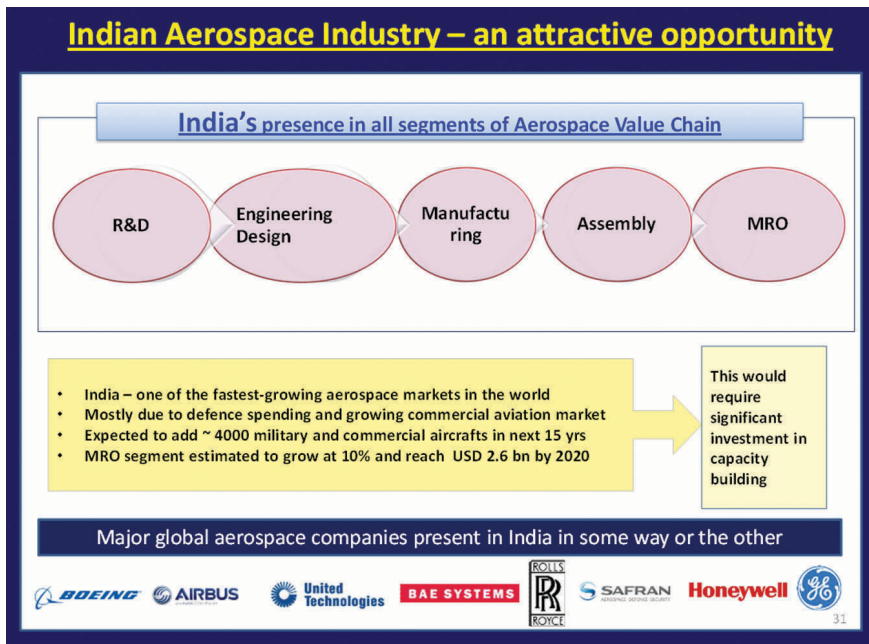 Indian Aerospace Industry – an attractive opportunity
India's presence in all segments of Aerospace Value Chain
R&D
Engineering
Design
Manufactu
ring
Assembly
MRO
• India – one of the fastest-growing aerospace markets in the world
• Mostly due to defence spending and growing commercial aviation market
• Expected to add ~ 4000 military and commercial aircrafts in next 15 yrs
• MRO segment estimated to grow at 10% and reach USD 2.6 bn by 2020
This would
require
significant
investment in
capacity
building
Major global aerospace companies present in India in some way or the other
BOEING
AIRBUS
United
Technologies
BAE SYSTEMS
ROLLS
RR
ROYCE
SAFRAN
AEROSPACE DEFENCE SECURITY
Honeywell
GE
31